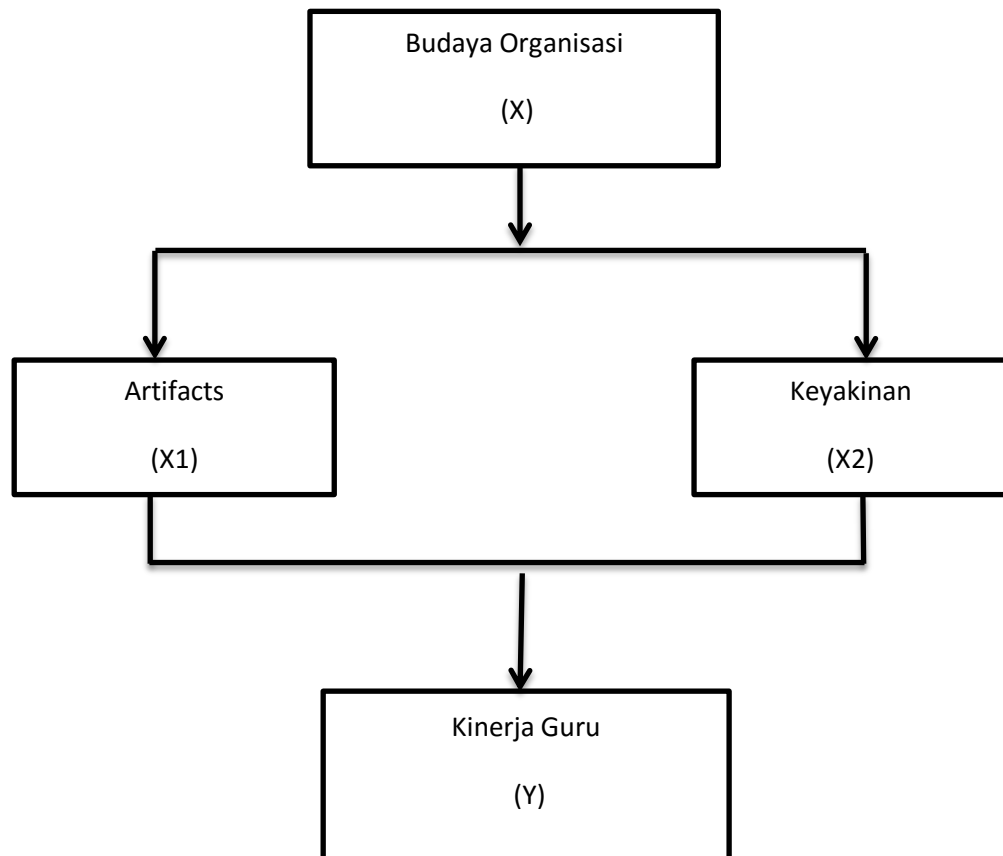 Budaya Organisasi
(X)
Artifacts
(X1)
Keyakinan
(X2)
Kinerja Guru
(Y)